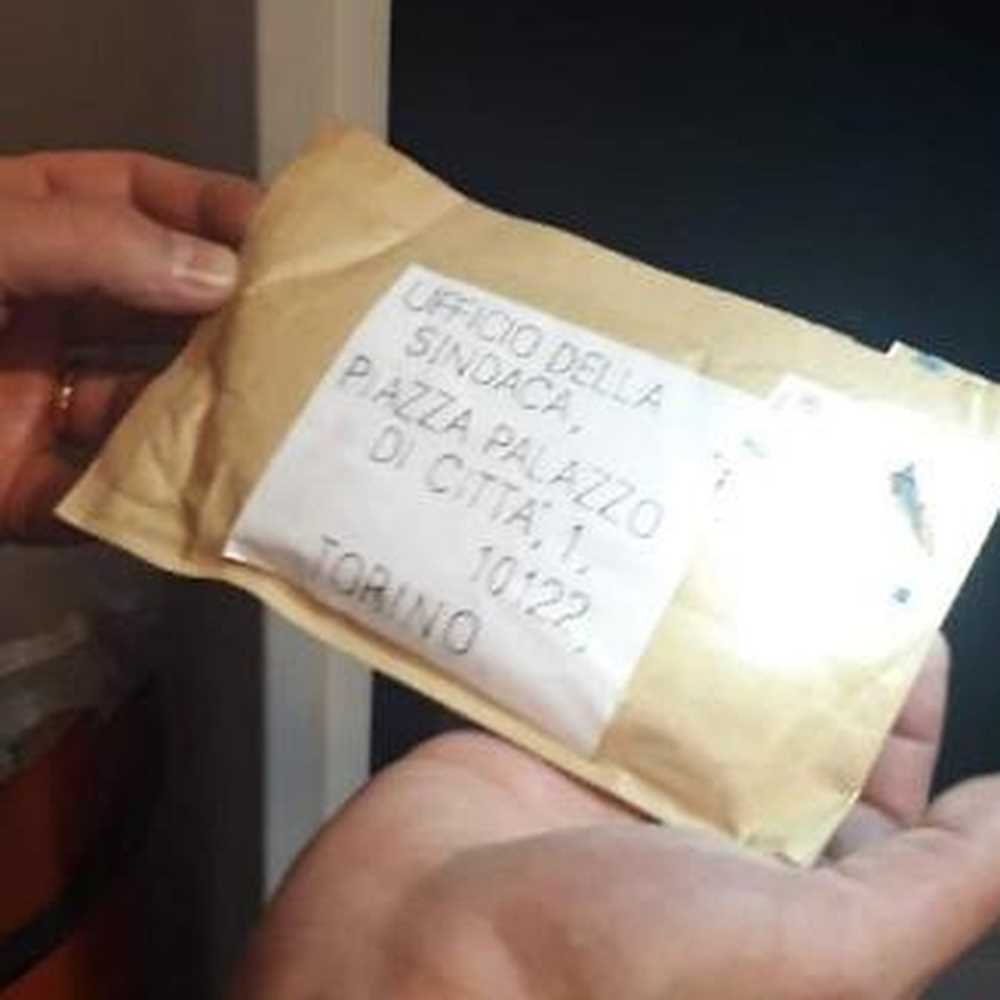 UFFICIO DELLA
SINDACA,
PIAZZA PALAZZO
DI CITTA', 1,
10122,
TORINO